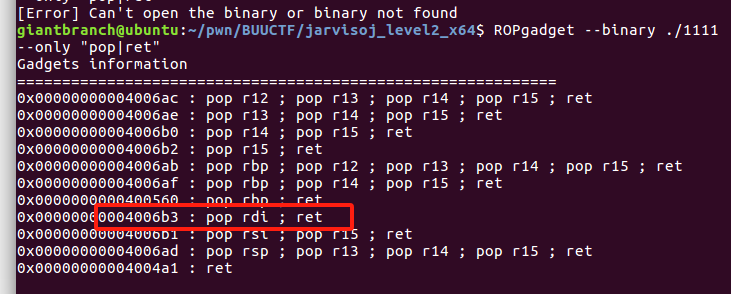 [Error] Can't open the binary or binary not found
giantbranch@ubuntu:~/pwn/BUUCTF/jarvisoj_level2_x64$ ROPgadget --binary ./1111
--only "pop|ret"
Gadgets information
============================================================
0x00000000004006ac : pop r12 ; pop r13 ; pop r14 ; pop r15 ; ret
0x00000000004006ae : pop r13 ; pop r14 ; pop r15 ; ret
0x00000000004006b0 : pop r14 ; pop r15 ; ret
0x00000000004006b2 : pop r15 ; ret
0x00000000004006ab : pop rbp ; pop r12 ; pop r13 ; pop r14 ; pop r15 ; ret
0x00000000004006af : pop rbp ; pop r14 ; pop r15 ; ret
0x0000000000400560 : pop rbp ; ret
0x00000000004006b3 : pop rdi ; ret
0x00000000004006b1 : pop rsi ; pop r15 ; ret
0x00000000004006ad : pop rsp ; pop r13 ; pop r14 ; pop r15 ; ret
0x00000000004004a1 : ret